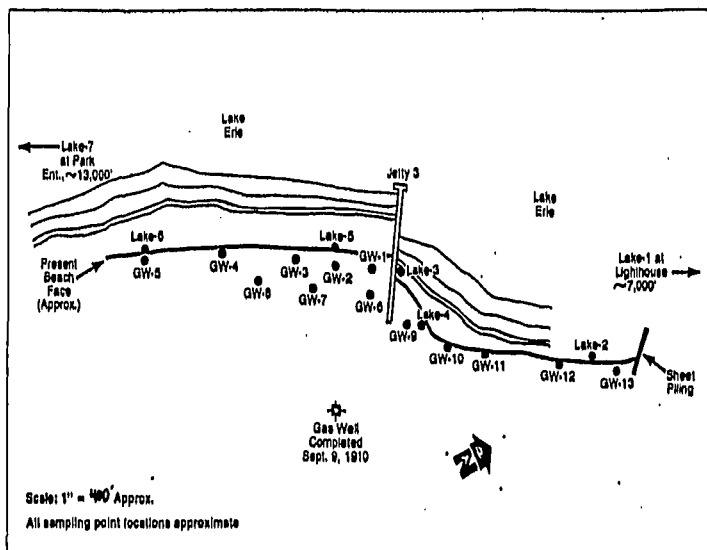 Lake
Erie
Lake-7
at Park
Ent., ~13,000'
Jetty 3
Lake
Erie
Lake-1 at
Lighthouse
~7,000'
Lake-6
Lake-5
GW-1
Lake-3
Present
Beach
Face
(Approx.)
GW-5
GW-4
GW-3
GW-2
GW-8
GW-7
GW-6
Lake-4
GW-9
GW-10
GW-11
Lake-2
GW-12
GW-13
Sheet
Piling
Gas Well
Completed
Sept. 9, 1910
N
Scale: 1" = 400' Approx.
All sampling point locations approximate